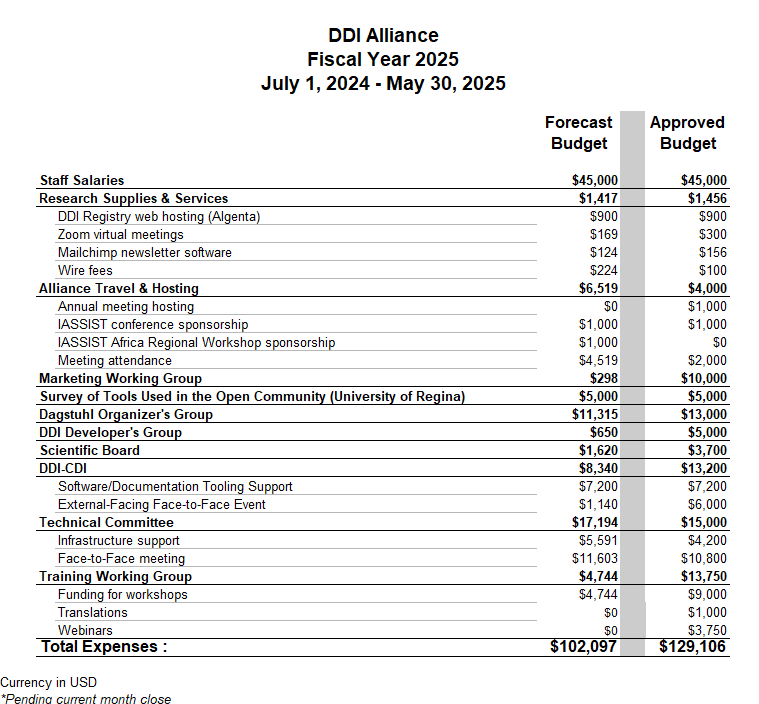 DDI Alliance
Fiscal Year 2025
July 1, 2024 - May 30, 2025
Forecast Budget Approved Budget
Staff Salaries $45,000 $45,000
Research Supplies & Services $1,417 $1,456
DDI Registry web hosting (Algenta) $900 $900
Zoom virtual meetings $169 $300
Mailchimp newsletter software $124 $156
Wire fees $224 $100
Alliance Travel & Hosting $6,519 $4,000
Annual meeting hosting $0 $1,000
IASSIST conference sponsorship $1,000 $1,000
IASSIST Africa Regional Workshop sponsorship $1,000 $0
Meeting attendance $4,519 $2,000
Marketing Working Group $298 $10,000
Survey of Tools Used in the Open Community (University of Regina) $5,000 $5,000
Dagstuhl Organizer's Group $11,315 $13,000
DDI Developer's Group $650 $5,000
Scientific Board $1,620 $3,700
DDI-CDI $8,340 $13,200
Software/Documentation Tooling Support $7,200 $7,200
External-Facing Face-to-Face Event $1,140 $6,000
Technical Committee $17,194 $15,000
Infrastructure support $5,591 $4,200
Face-to-Face meeting $11,603 $10,800
Training Working Group $4,744 $13,750
Funding for workshops $4,744 $9,000
Translations $0 $1,000
Webinars $0 $3,750
Total Expenses : $102,097 $129,106
Currency in USD
*Pending current month close